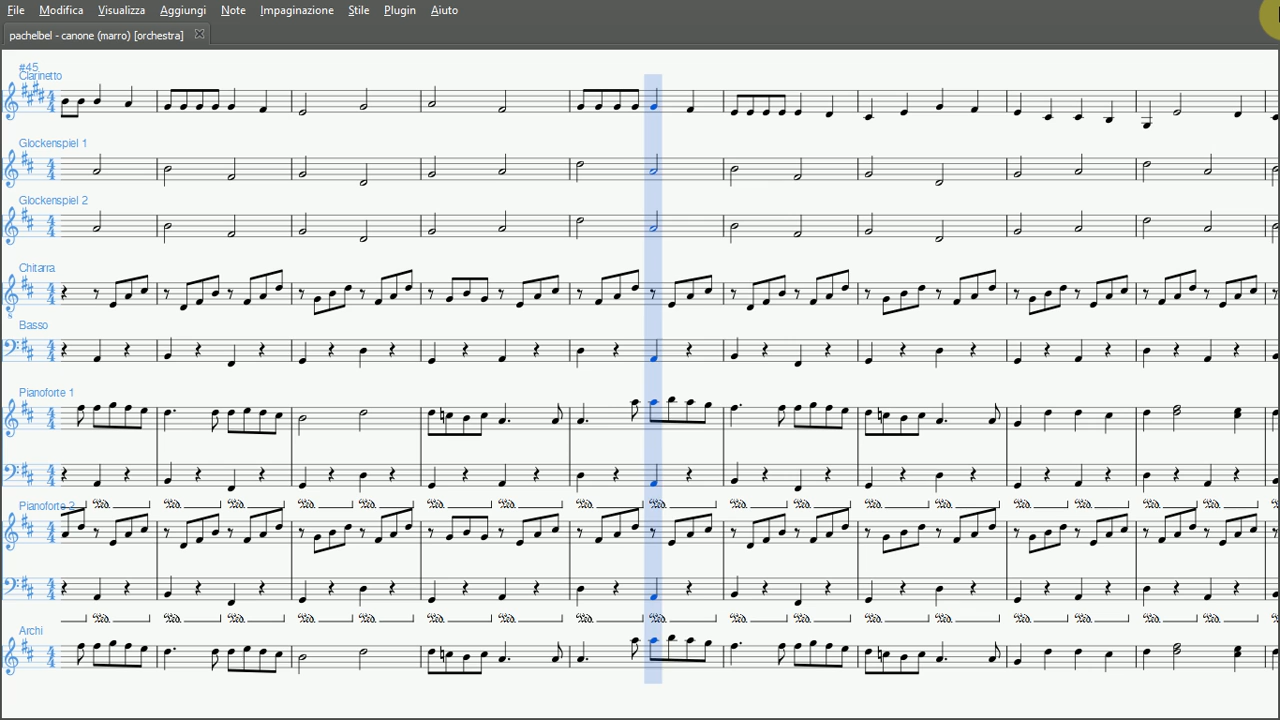 File Modifica Visualizza Aggiungi Note Impaginazione Stile Plugin Aiuto
pachelbel - canone (marro) [orchestra]
#45
Clarinetto
Glockenspiel 1
Glockenspiel 2
Chitarra
Basso
Pianoforte 1
Pianoforte 2
Archi